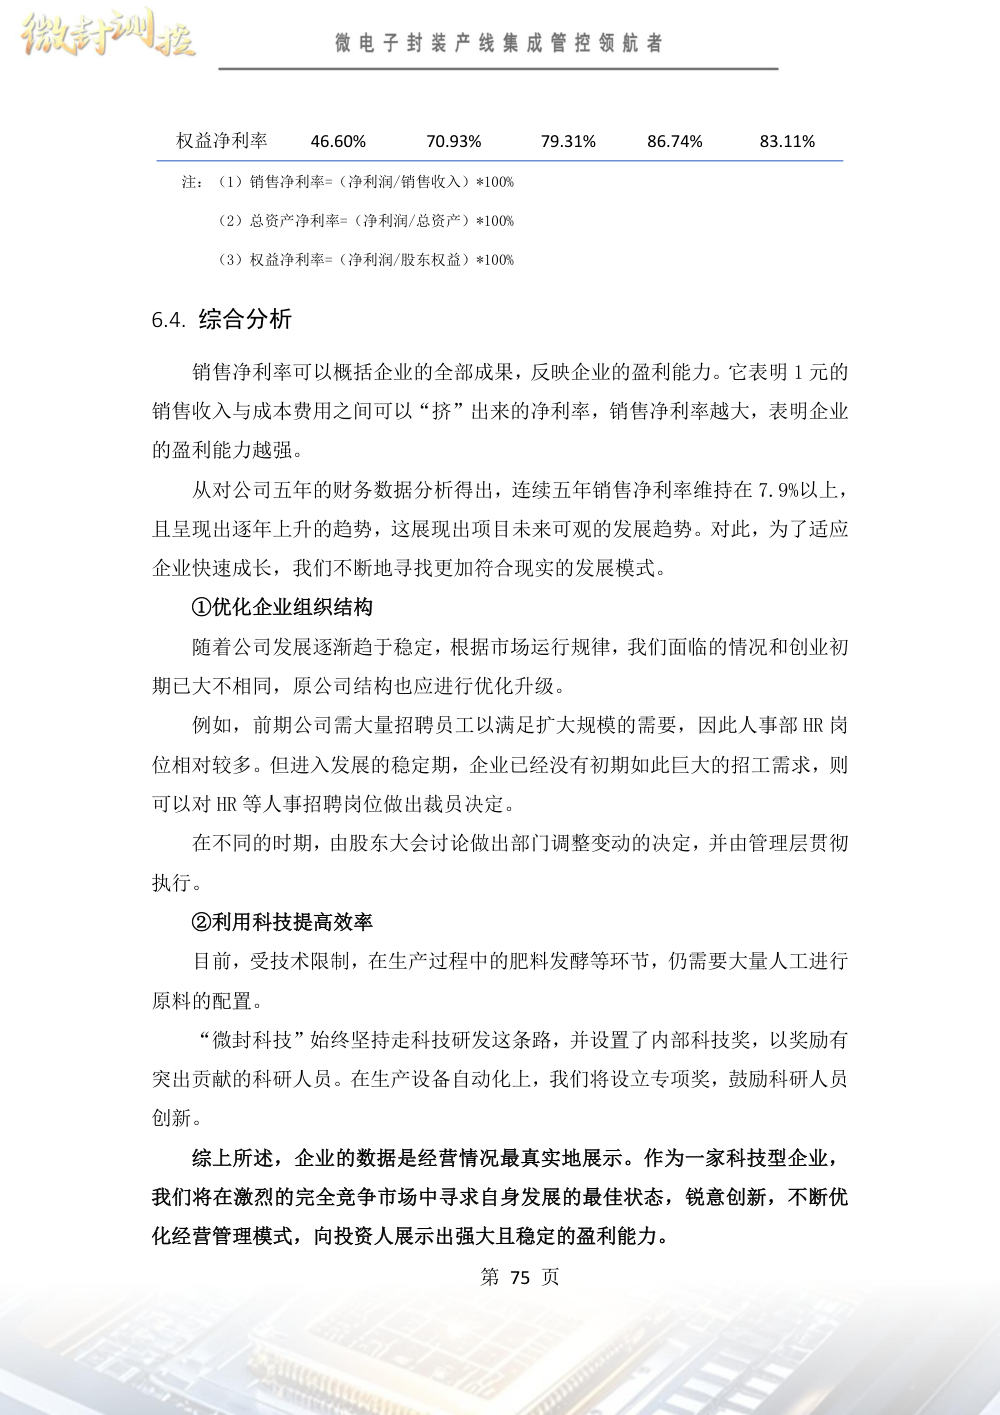 微封测控
微电子封装产线集成管控领航者
权益净利率 46.60% 70.93% 79.31% 86.74% 83.11%
注：（1）销售净利率=（净利润/销售收入）*100%
（2）总资产净利率=（净利润/总资产）*100%
（3）权益净利率=（净利润/股东权益）*100%
6.4. 综合分析
销售净利率可以概括企业的全部成果，反映企业的盈利能力。它表明 1 元的
销售收入与成本费用之间可以“挤”出来的净利率，销售净利率越大，表明企业
的盈利能力越强。
从对公司五年的财务数据分析得出，连续五年销售净利率维持在 7.9%以上，
且呈现出逐年上升的趋势，这展现出项目未来可观的发展趋势。对此，为了适应
企业快速成长，我们不断地寻找更加符合现实的发展模式。
①优化企业组织结构
随着公司发展逐渐趋于稳定，根据市场运行规律，我们面临的情况和创业初
期已大不相同，原公司结构也应进行优化升级。
例如，前期公司需大量招聘员工以满足扩大规模的需要，因此人事部 HR 岗
位相对较多。但进入发展的稳定期，企业已经没有初期如此巨大的招工需求，则
可以对 HR 等人事招聘岗位做出裁员决定。
在不同的时期，由股东大会讨论做出部门调整变动的决定，并由管理层贯彻
执行。
②利用科技提高效率
目前，受技术限制，在生产过程中的肥料发酵等环节，仍需要大量人工进行
原料的配置。
“微封科技”始终坚持走科技研发这条路，并设置了内部科技奖，以奖励有
突出贡献的科研人员。在生产设备自动化上，我们将设立专项奖，鼓励科研人员
创新。
综上所述，企业的数据是经营情况最真实地展示。作为一家科技型企业，
我们将在激烈的完全竞争市场中寻求自身发展的最佳状态，锐意创新，不断优
化经营管理模式，向投资人展示出强大且稳定的盈利能力。
第 75 页